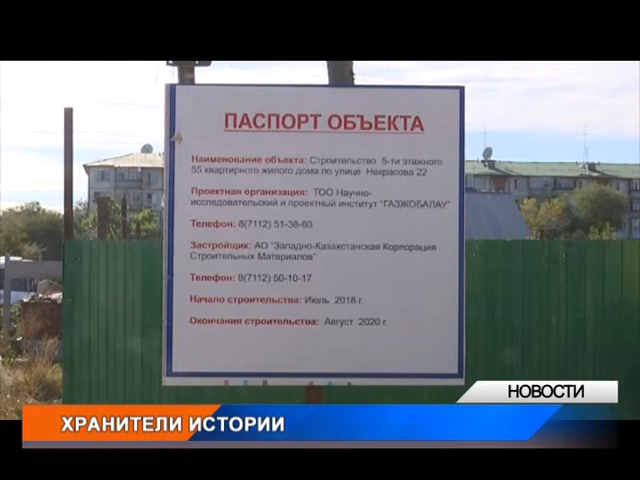 ПАСПОРТ ОБЪЕКТА
Наименование объекта: Строительство 5-ти этажного
55 квартирного жилого дома по улице Некрасова 22
Проектная организация: ТОО Научно-
исследовательский и проектный институт "ГАЗЖОБАЛАУ"
Телефон: 8(7112) 51-38-60
Застройщик: АО "Западно-Казахстанская Корпорация
Строительных Материалов"
Телефон: 8(7112) 50-10-17
Начало строительства: Июль 2018 г.
Окончания строительства: Август 2020 г.
НОВОСТИ
ХРАНИТЕЛИ ИСТОРИИ